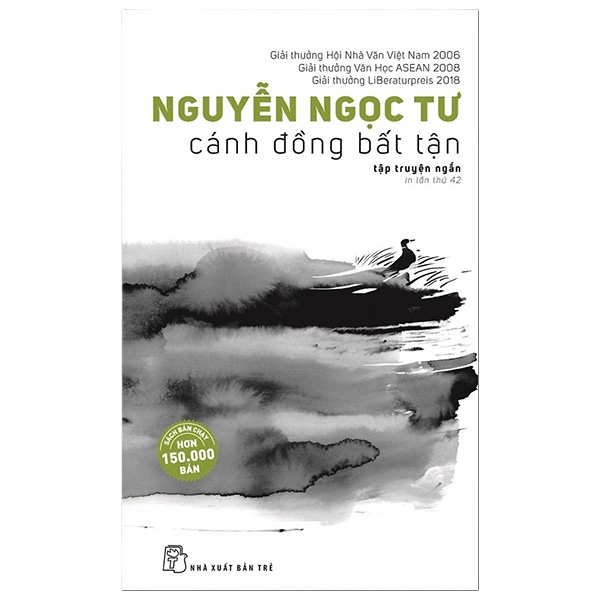 Giải thưởng Hội Nhà Văn Việt Nam 2006
Giải thưởng Văn Học ASEAN 2008
Giải thưởng LiBeraturpreis 2018
NGUYỄN NGỌC TƯ
cánh đồng bất tận
tập truyện ngắn
in lần thứ 42
SÁCH BÁN CHẠY
HƠN
150.000
BẢN
NHÀ XUẤT BẢN TRẺ